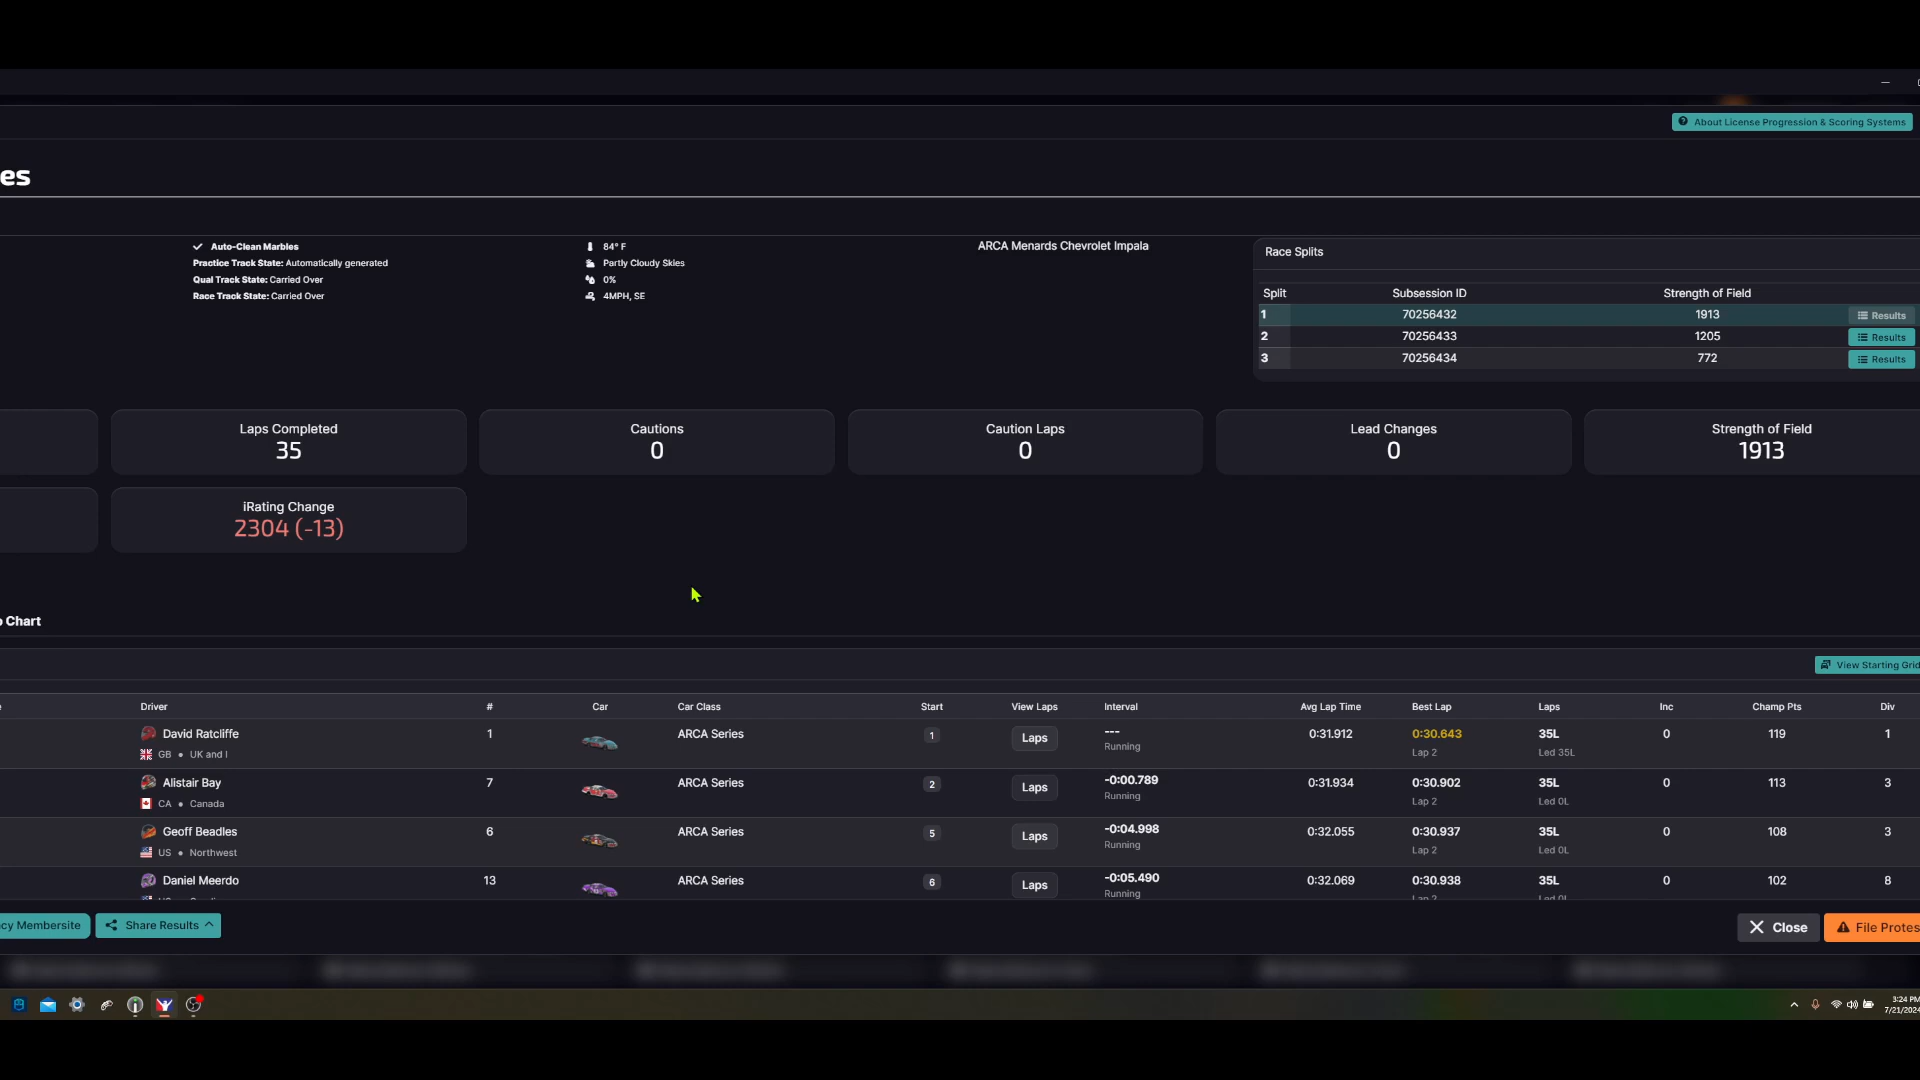 About License Progression & Scoring Systems
es
Auto-Clean Marbles
Practice Track State: Automatically generated
Qual Track State: Carried Over
Race Track State: Carried Over
84° F
Partly Cloudy Skies
0%
4MPH, SE
ARCA Menards Chevrolet Impala
Race Splits
Split Subsession ID Strength of Field
1 70256432 1913 Results
2 70256433 1205 Results
3 70256434 772 Results
Laps Completed
35
Cautions
0
Caution Laps
0
Lead Changes
0
Strength of Field
1913
iRating Change
2304 (-13)
Chart
View Starting Grid
Driver # Car Car Class Start View Laps Interval Avg Lap Time Best Lap Laps Inc Champ Pts Div
David Ratcliffe 1 ARCA Series 1 Laps --- 0:31.912 0:30.643 35L 0 119 1
GB • UK and I Running Lap 2 Led 35L
Alistair Bay 7 ARCA Series 2 Laps -0:00.789 0:31.934 0:30.902 35L 0 113 3
CA • Canada Running Lap 2 Led 0L
Geoff Beadles 6 ARCA Series 5 Laps -0:04.998 0:32.055 0:30.937 35L 0 108 3
US • Northwest Running Lap 2 Led 0L
Daniel Meerdo 13 ARCA Series 6 Laps -0:05.490 0:32.069 0:30.938 35L 0 102 8
Running Lap 2 Led 0L
cy Membersite Share Results Close File Protes
3:24 PM
7/21/2024